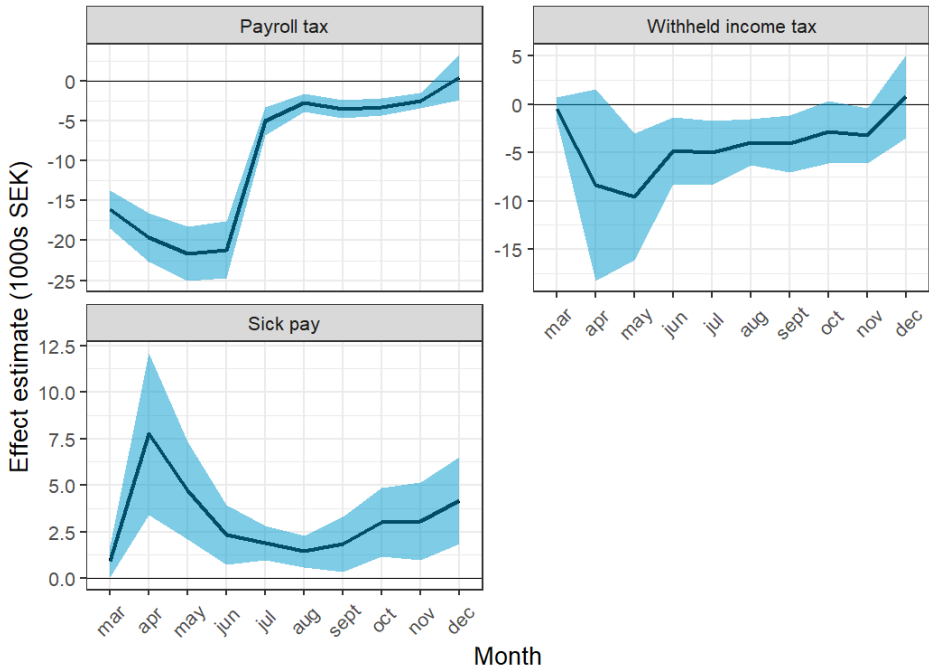 Payroll tax
Withheld income tax
0
-5
-10
-15
-20
-25
5
0
-5
-10
-15
mar apr may jun jul aug sept oct nov dec
Sick pay
12.5
10.0
7.5
5.0
2.5
0.0
mar apr may jun jul aug sept oct nov dec
Effect estimate (1000s SEK)
Month